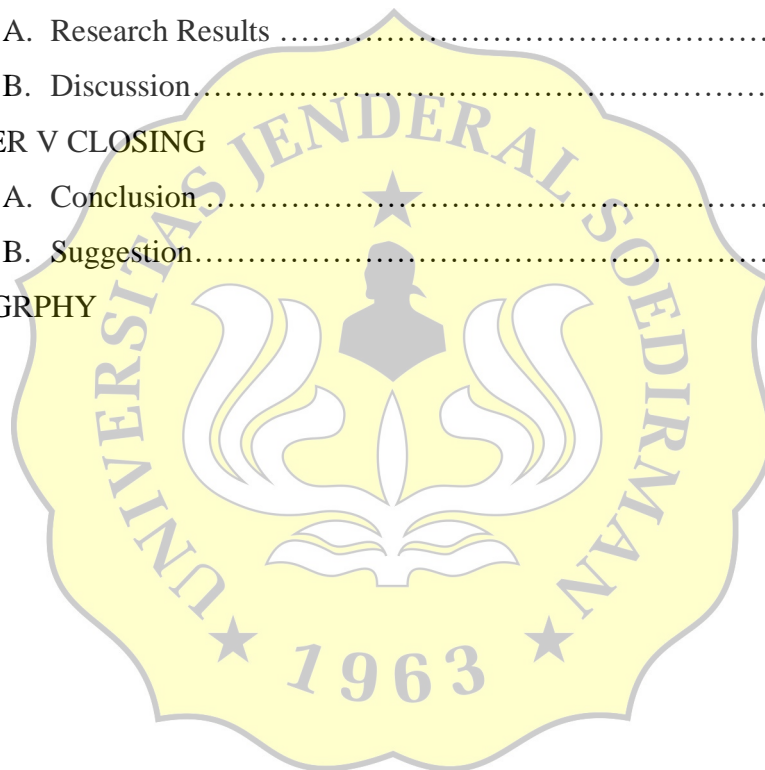 A. Research Results ………………………………………
B. Discussion………………………………………………
ER V CLOSING
A. Conclusion ………………………………………………
B. Suggestion………………………………………………
GRPHY
UNIVERSITAS JENDERAL SOEDIRMAN
★ 1963 ★